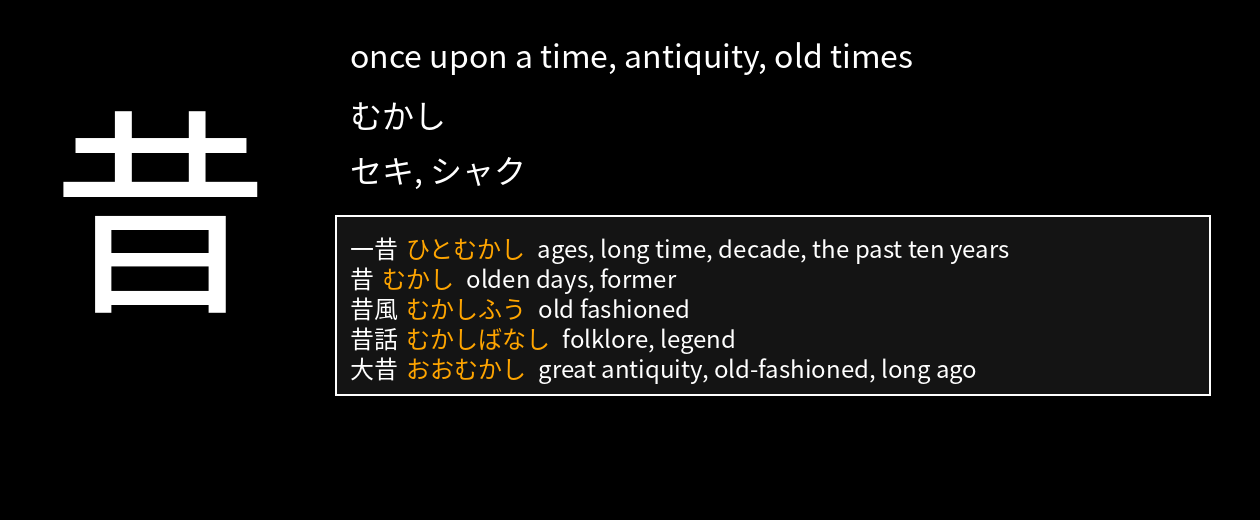 昔
once upon a time, antiquity, old times
むかし
セキ, シャク
一昔 ひとむかし ages, long time, decade, the past ten years
昔 むかし olden days, former
昔風 むかしふう old fashioned
昔話 むかしばなし folklore, legend
大昔 おおむかし great antiquity, old-fashioned, long ago